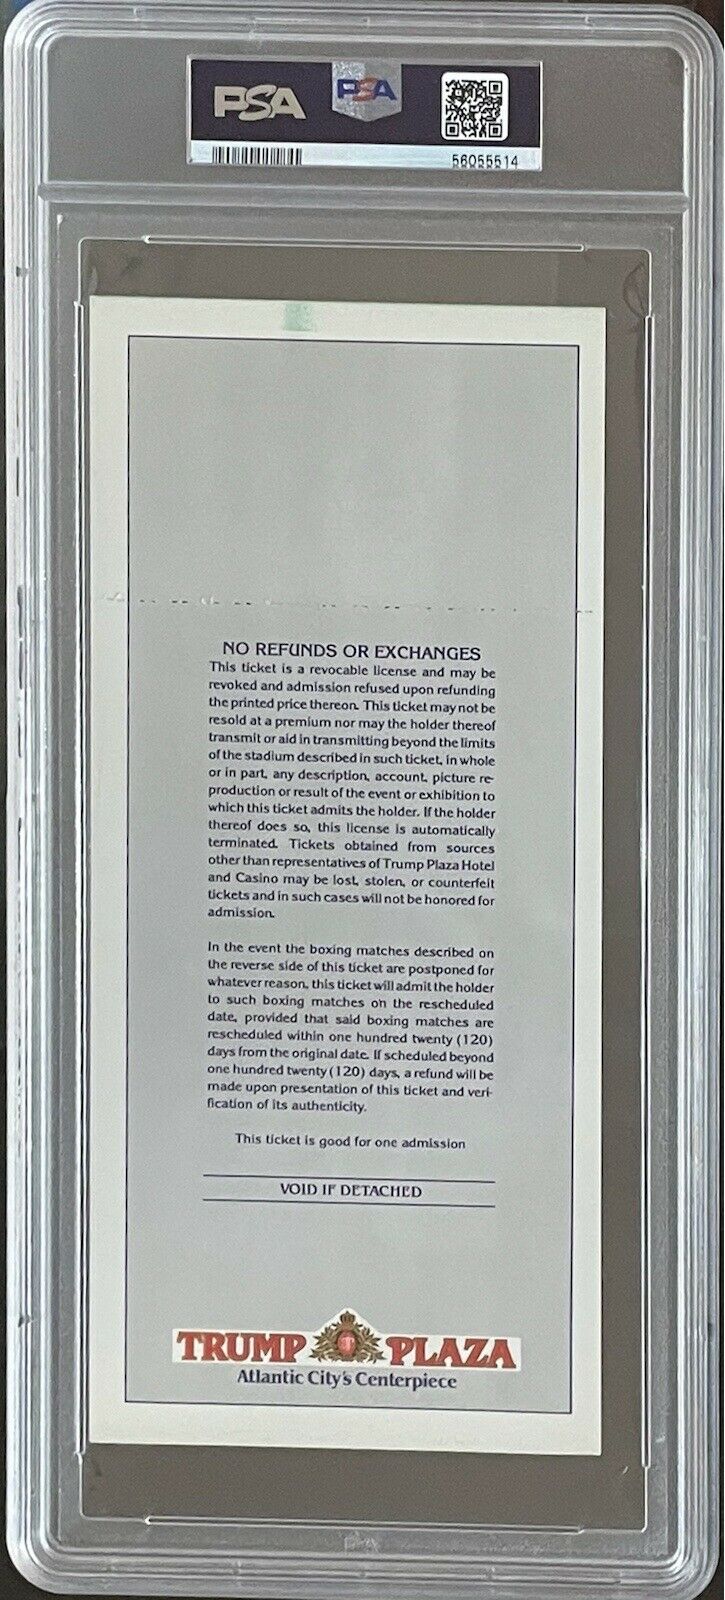 PSA
PSA
56055514
NO REFUNDS OR EXCHANGES
This ticket is a revocable license and may be
revoked and admission refused upon refunding
the printed price thereon. This ticket may not be
resold at a premium nor may the holder thereof
transmit or aid in transmitting beyond the limits
of the stadium described in such ticket, in whole
or in part, any description, account, picture re-
production or result of the event or exhibition to
which this ticket admits the holder. If the holder
thereof does so, this license is automatically
terminated. Tickets obtained from sources
other than representatives of Trump Plaza Hotel
and Casino may be lost, stolen, or counterfeit
tickets and in such cases will not be honored for
admission.
In the event the boxing matches described on
the reverse side of this ticket are postponed for
whatever reason, this ticket will admit the holder
to such boxing matches on the rescheduled
date, provided that said boxing matches are
rescheduled within one hundred twenty (120)
days from the original date. If scheduled beyond
one hundred twenty (120) days, a refund will be
made upon presentation of this ticket and veri-
fication of its authenticity.
This ticket is good for one admission
VOID IF DETACHED
TRUMP PLAZA
Atlantic City's Centerpiece